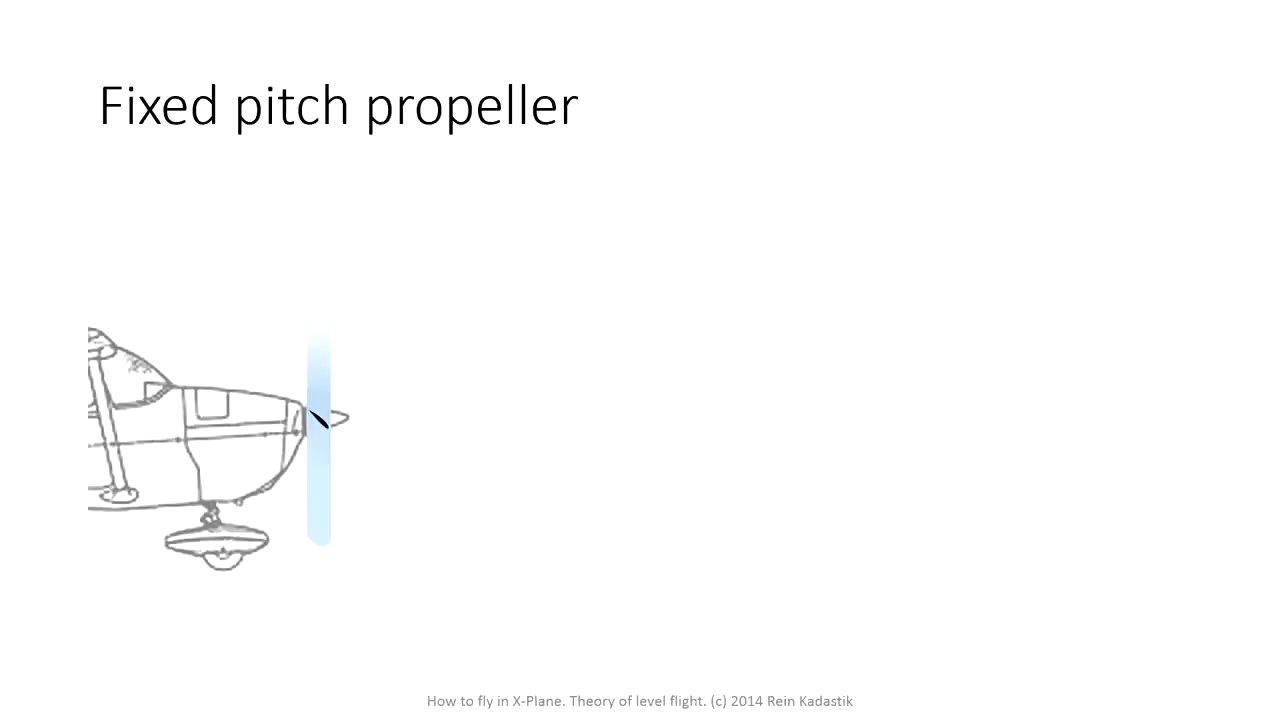 Fixed pitch propeller
How to fly in X-Plane. Theory of level flight. (c) 2014 Rein Kadastik